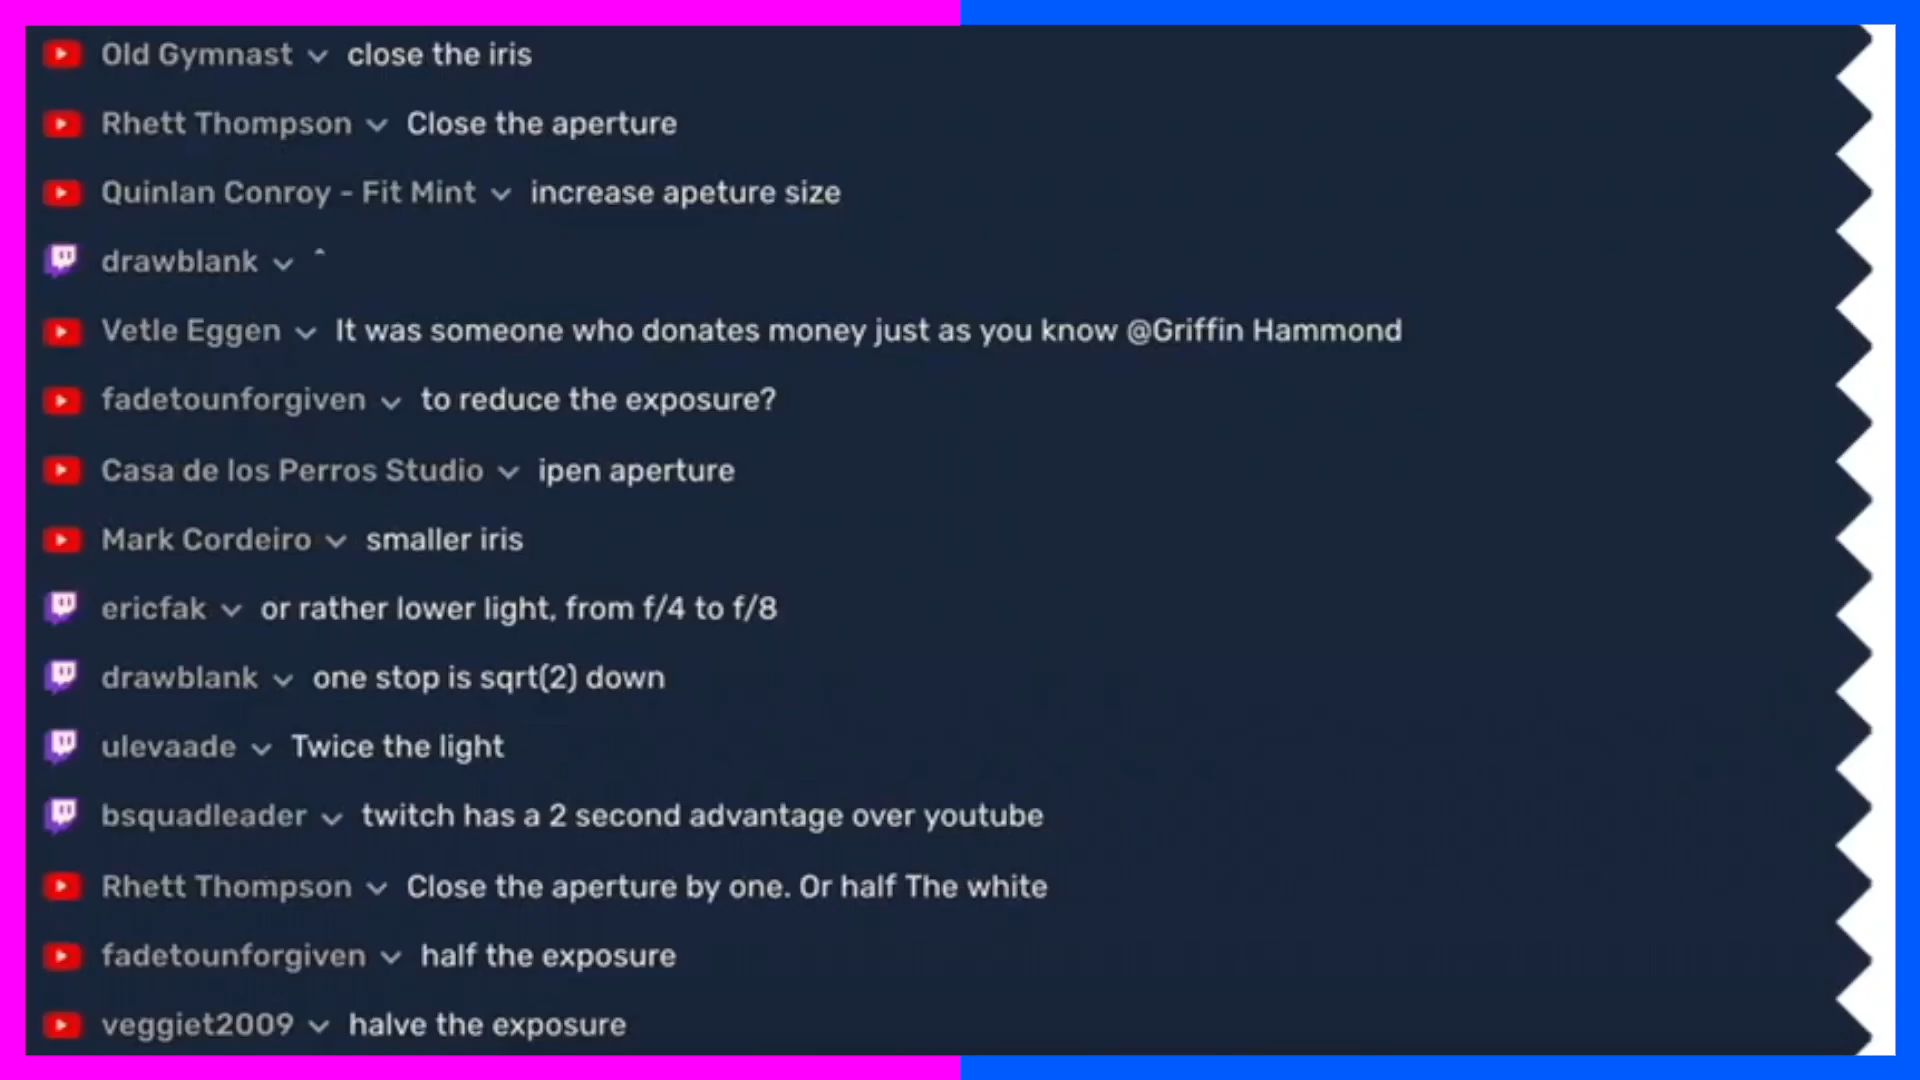 Old Gymnast close the iris
Rhett Thompson Close the aperture
Quinlan Conroy - Fit Mint increase apeture size
drawblank ^
Vetle Eggen It was someone who donates money just as you know @Griffin Hammond
fadetounforgiven to reduce the exposure?
Casa de los Perros Studio ipen aperture
Mark Cordeiro smaller iris
ericfak or rather lower light, from f/4 to f/8
drawblank one stop is sqrt(2) down
ulevaade Twice the light
bsquadleader twitch has a 2 second advantage over youtube
Rhett Thompson Close the aperture by one. Or half The white
fadetounforgiven half the exposure
veggiet2009 halve the exposure